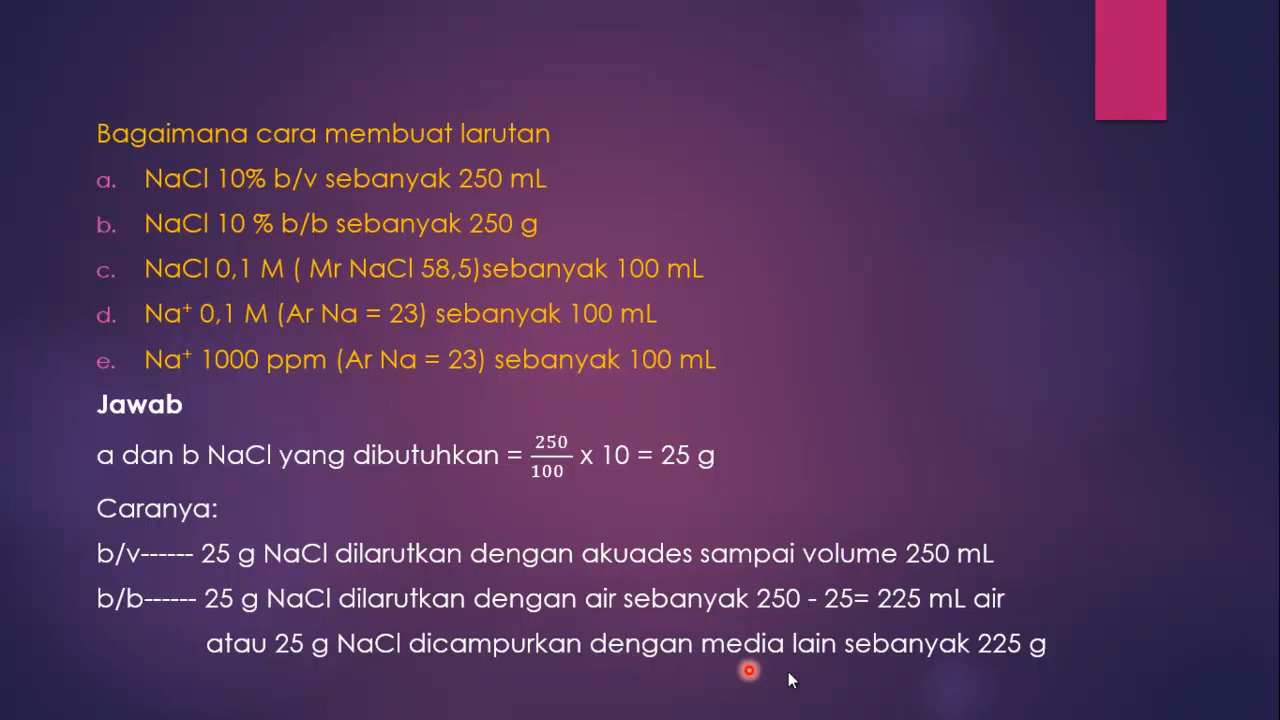 Bagaimana cara membuat larutan
a. NaCl 10% b/v sebanyak 250 mL
b. NaCl 10 % b/b sebanyak 250 g
c. NaCl 0,1 M ( Mr NaCl 58,5)sebanyak 100 mL
d. Na⁺ 0,1 M (Ar Na = 23) sebanyak 100 mL
e. Na⁺ 1000 ppm (Ar Na = 23) sebanyak 100 mL
Jawab
a dan b NaCl yang dibutuhkan = 250/100 x 10 = 25 g
Caranya:
b/v------ 25 g NaCl dilarutkan dengan akuades sampai volume 250 mL
b/b------ 25 g NaCl dilarutkan dengan air sebanyak 250 - 25= 225 mL air
atau 25 g NaCl dicampurkan dengan media lain sebanyak 225 g